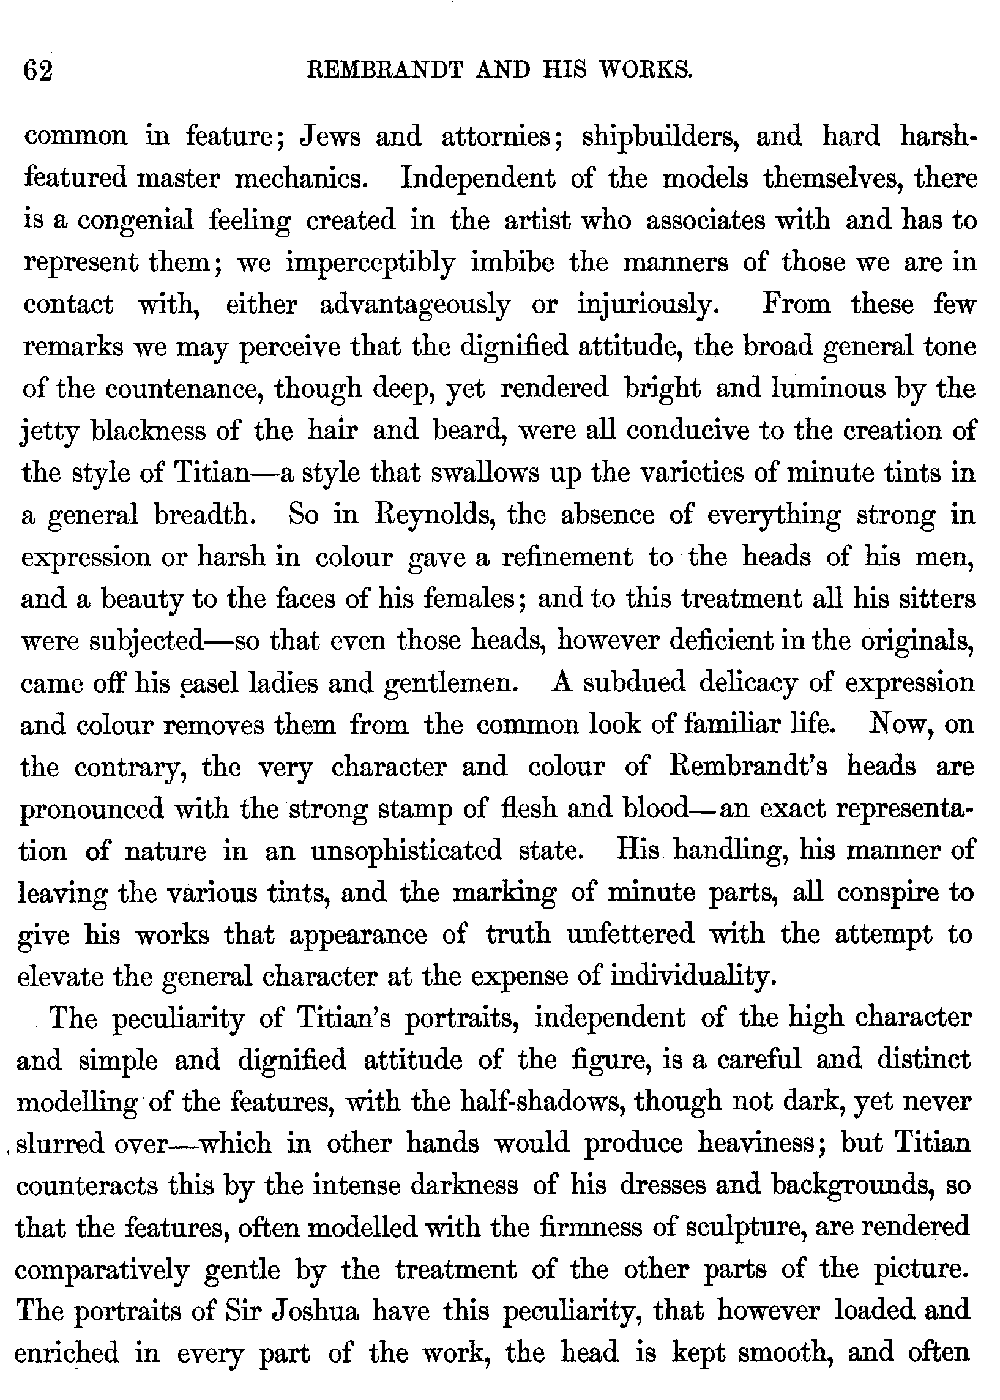 62 REMBRANDT AND HIS WORKS.
common in feature; Jews and attornies; shipbuilders, and hard harsh-
featured master mechanics. Independent of the models themselves, there
is a congenial feeling created in the artist who associates with and has to
represent them; we imperceptibly imbibe the manners of those we are in
contact with, either advantageously or injuriously. From these few
remarks we may perceive that the dignified attitude, the broad general tone
of the countenance, though deep, yet rendered bright and luminous by the
jetty blackness of the hair and beard, were all conducive to the creation of
the style of Titian—a style that swallows up the varieties of minute tints in
a general breadth. So in Reynolds, the absence of everything strong in
expression or harsh in colour gave a refinement to the heads of his men,
and a beauty to the faces of his females; and to this treatment all his sitters
were subjected—so that even those heads, however deficient in the originals,
came off his easel ladies and gentlemen. A subdued delicacy of expression
and colour removes them from the common look of familiar life. Now, on
the contrary, the very character and colour of Rembrandt's heads are
pronounced with the strong stamp of flesh and blood—an exact representa-
tion of nature in an unsophisticated state. His handling, his manner of
leaving the various tints, and the marking of minute parts, all conspire to
give his works that appearance of truth unfettered with the attempt to
elevate the general character at the expense of individuality.
The peculiarity of Titian's portraits, independent of the high character
and simple and dignified attitude of the figure, is a careful and distinct
modelling of the features, with the half-shadows, though not dark, yet never
slurred over—which in other hands would produce heaviness; but Titian
counteracts this by the intense darkness of his dresses and backgrounds, so
that the features, often modelled with the firmness of sculpture, are rendered
comparatively gentle by the treatment of the other parts of the picture.
The portraits of Sir Joshua have this peculiarity, that however loaded and
enriched in every part of the work, the head is kept smooth, and often